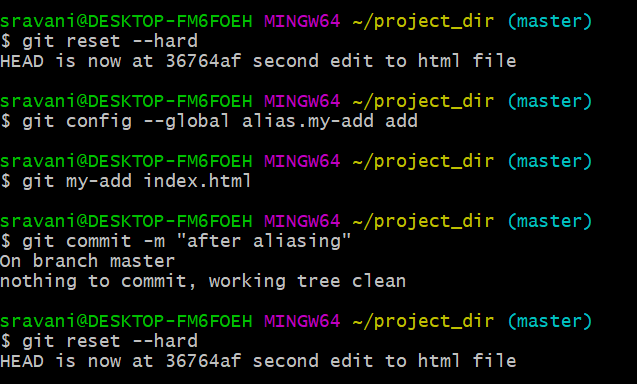 sravani@DESKTOP-FM6FOEH MINGW64 ~/project_dir (master)
$ git reset --hard
HEAD is now at 36764af second edit to html file
sravani@DESKTOP-FM6FOEH MINGW64 ~/project_dir (master)
$ git config --global alias.my-add add
sravani@DESKTOP-FM6FOEH MINGW64 ~/project_dir (master)
$ git my-add index.html
sravani@DESKTOP-FM6FOEH MINGW64 ~/project_dir (master)
$ git commit -m "after aliasing"
On branch master
nothing to commit, working tree clean
sravani@DESKTOP-FM6FOEH MINGW64 ~/project_dir (master)
$ git reset --hard
HEAD is now at 36764af second edit to html file